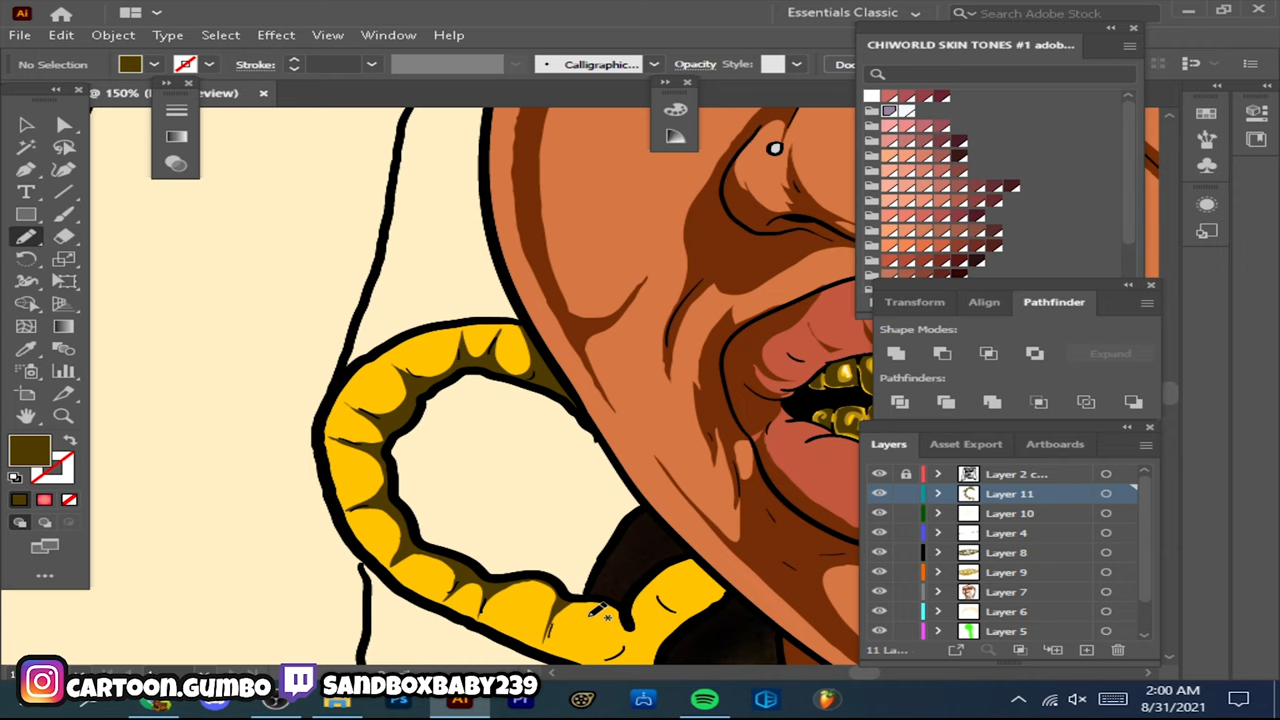 Ai Essentials Classic Search Adobe Stock
File Edit Object Type Select Effect View Window Help
CHIWORLD SKIN TONES #1 adob...
No Selection Stroke: Calligraphic... Opacity Style:
@ 150%
Transform Align Pathfinder
Shape Modes:
Expand
Pathfinders:
Layers Asset Export Artboards
Layer 2 c...
Layer 11
Layer 10
Layer 4
Layer 8
Layer 9
Layer 7
Layer 6
Layer 5
11 La...
CARTOON.GUMBO SANDBOXBABY239
Ps Ai Pr
2:00 AM
8/31/2021